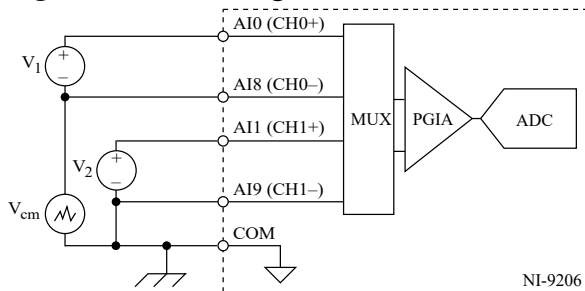 AI0 (CH0+)
V1
+
–
AI8 (CH0–)
MUX
PGIA
ADC
AI1 (CH1+)
V2
+
–
AI9 (CH1–)
Vcm
COM
NI-9206